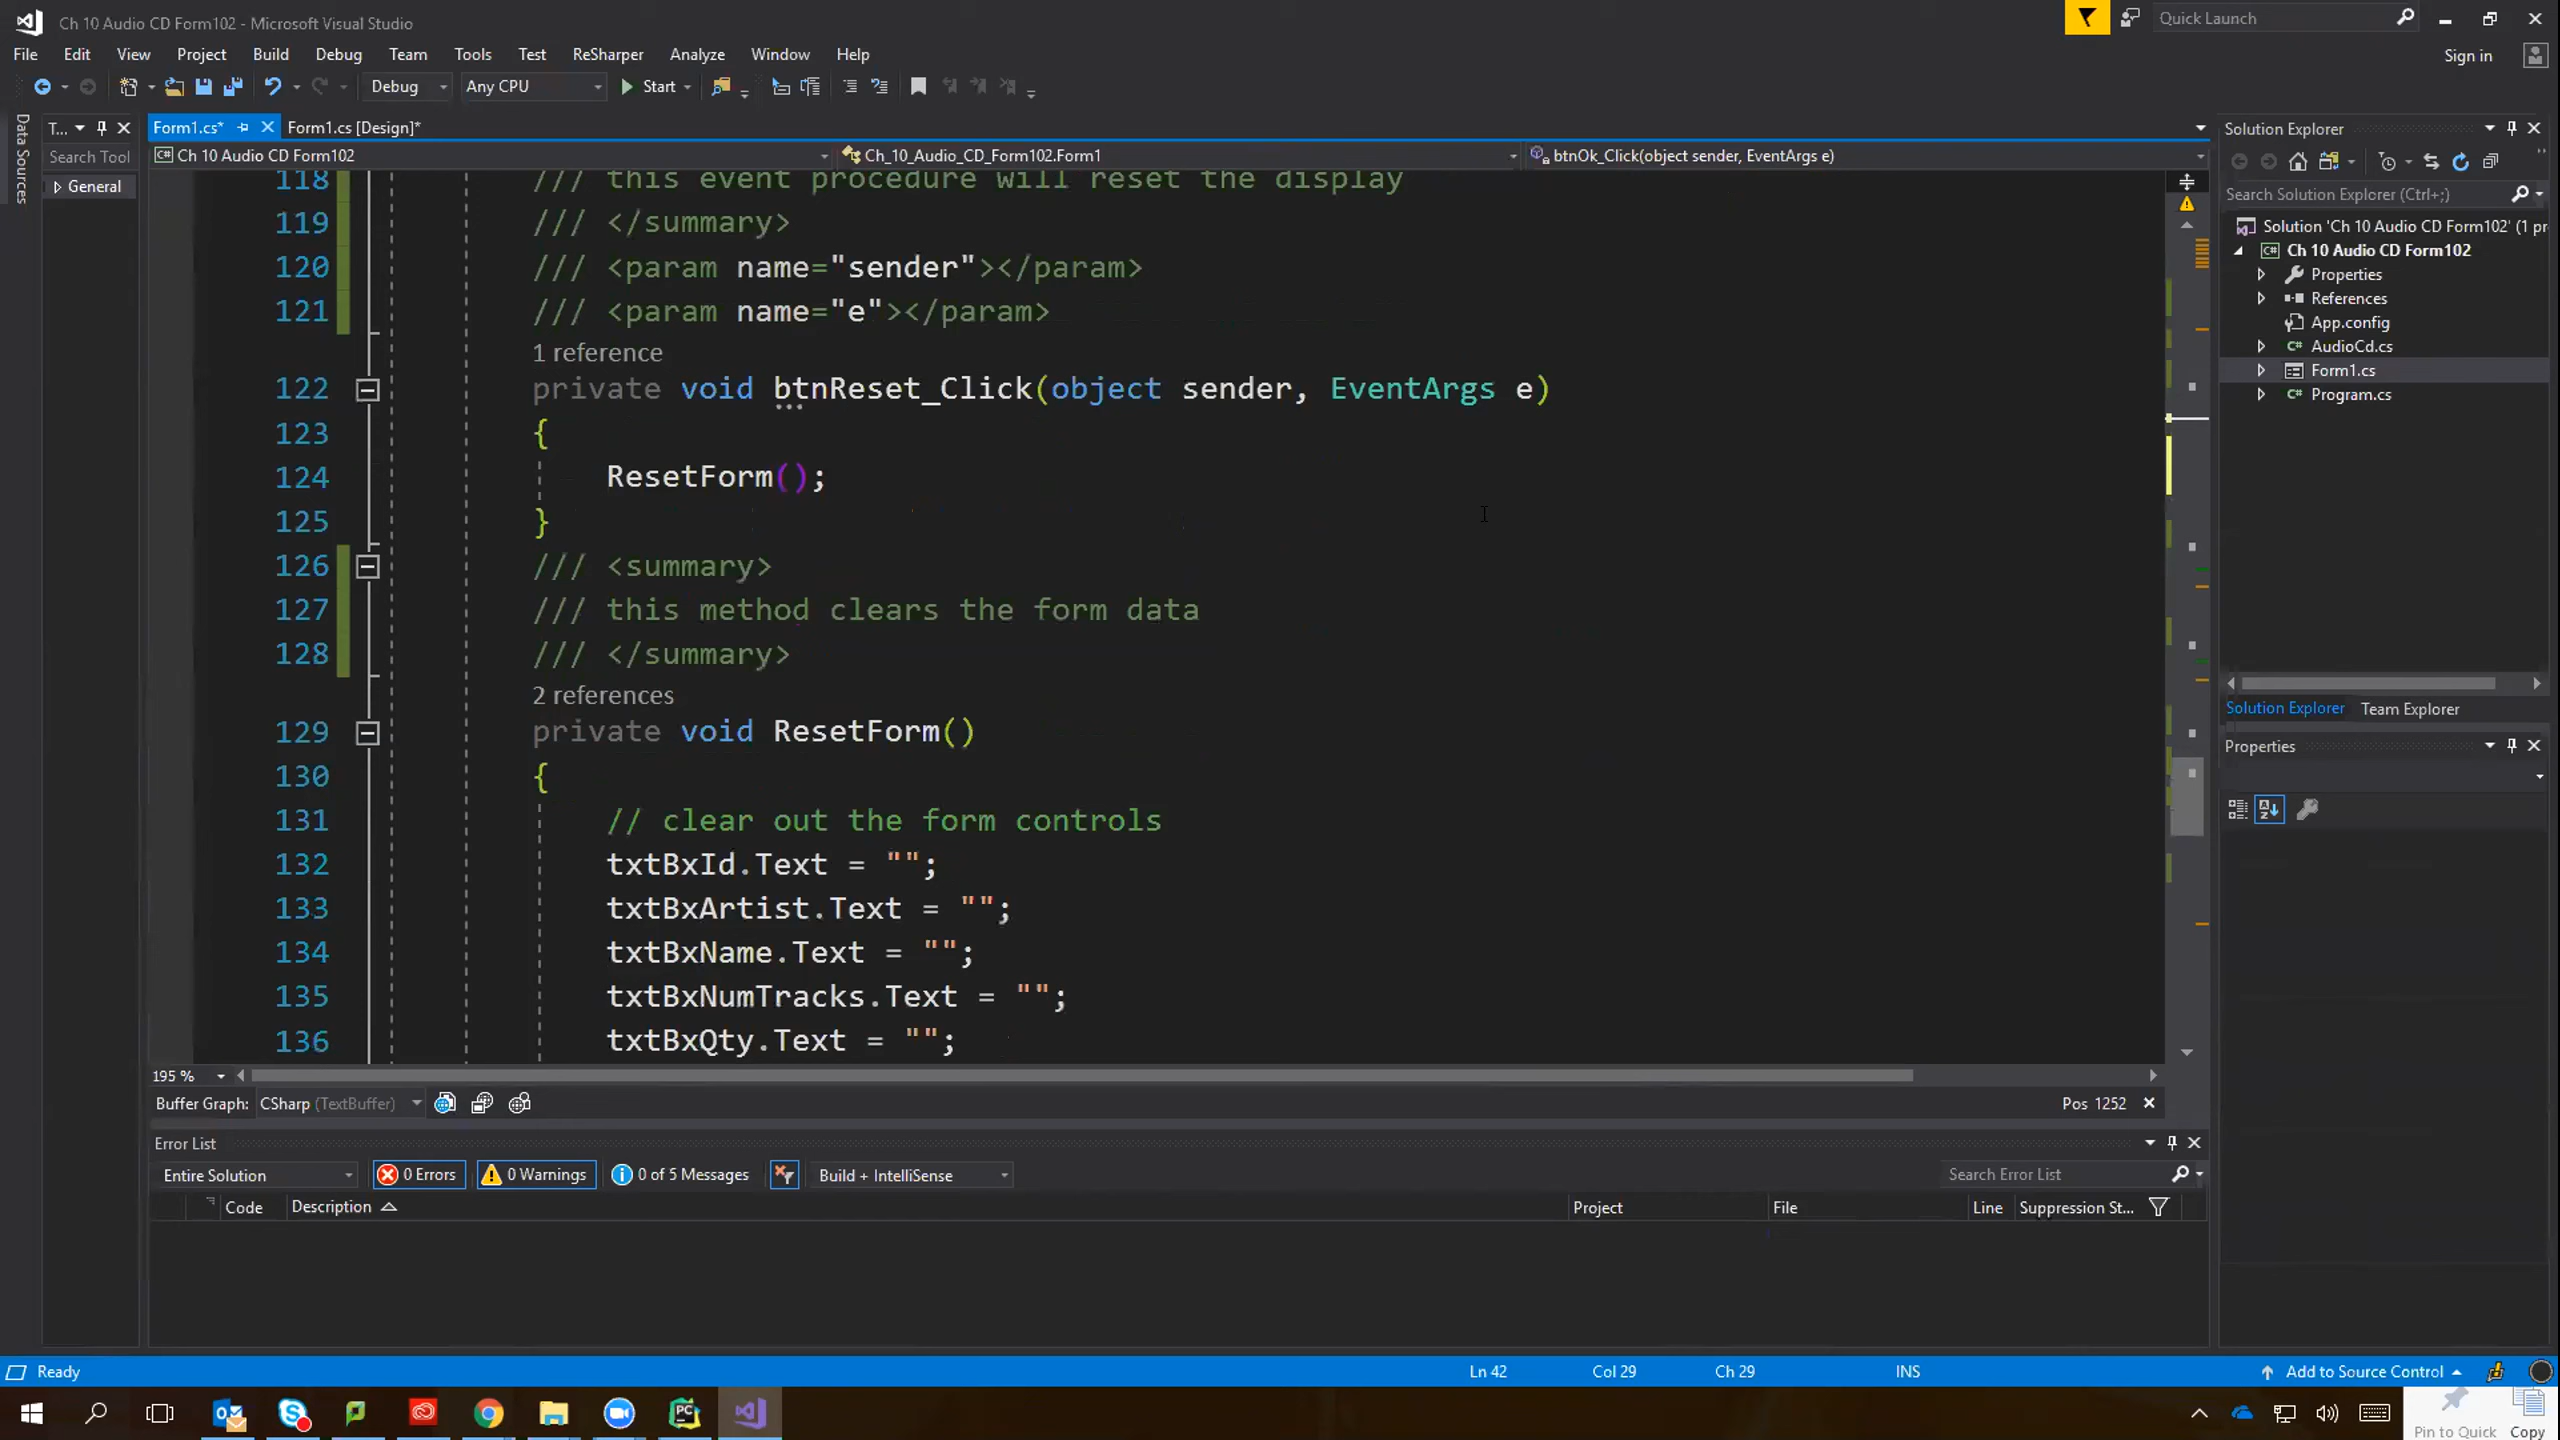 Ch 10 Audio CD Form102 - Microsoft Visual Studio
Quick Launch
File Edit View Project Build Debug Team Tools Test ReSharper Analyze Window Help
Sign in
Debug Any CPU Start
Data Sources
T...
Form1.cs*
Form1.cs [Design]*
Solution Explorer
Search Tool
Ch 10 Audio CD Form102
Ch_10_Audio_CD_Form102.Form1
btnOk_Click(object sender, EventArgs e)
General
Search Solution Explorer (Ctrl+;)
Solution 'Ch 10 Audio CD Form102' (1 pr
Ch 10 Audio CD Form102
Properties
References
App.config
AudioCd.cs
Form1.cs
Program.cs
118 /// this event procedure will reset the display
119 /// </summary>
120 /// <param name="sender"></param>
121 /// <param name="e"></param>
1 reference
122 private void btnReset_Click(object sender, EventArgs e)
123 {
124 ResetForm();
125 }
126 /// <summary>
127 /// this method clears the form data
128 /// </summary>
2 references
129 private void ResetForm()
130 {
131 // clear out the form controls
132 txtBxId.Text = "";
133 txtBxArtist.Text = "";
134 txtBxName.Text = "";
135 txtBxNumTracks.Text = "";
136 txtBxQty.Text = "";
Solution Explorer Team Explorer
Properties
195 %
Buffer Graph: CSharp (TextBuffer)
Pos 1252
Error List
Entire Solution 0 Errors 0 Warnings 0 of 5 Messages Build + IntelliSense
Search Error List
Code Description Project File Line Suppression St...
Ready
Ln 42 Col 29 Ch 29 INS
Add to Source Control
PC
Pin to Quick Copy